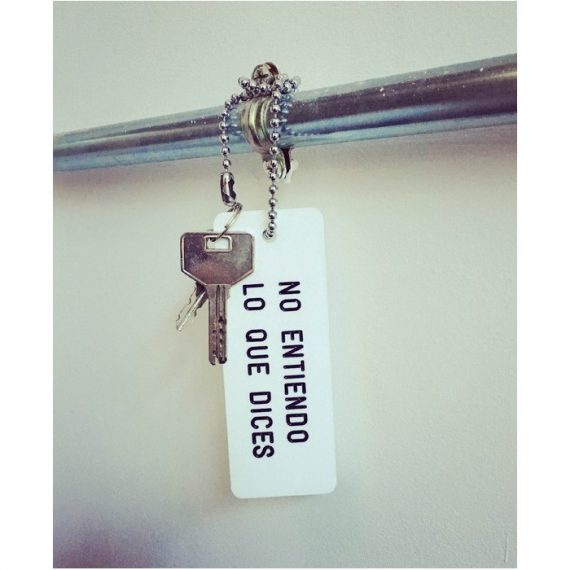 NO ENTIENDO
LO QUE DICES